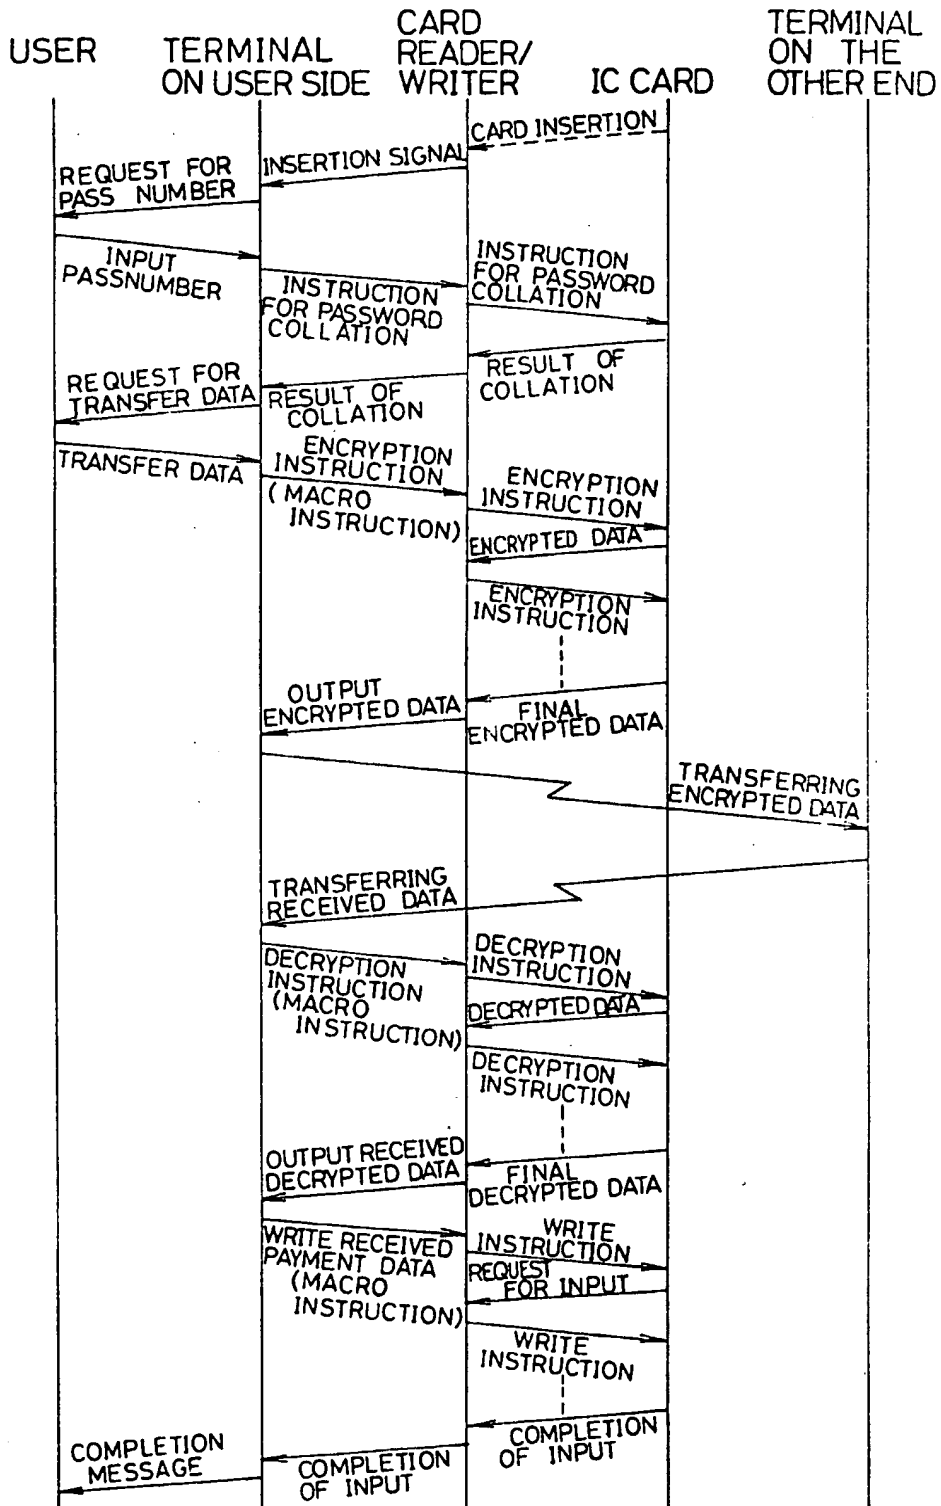 USER
TERMINAL
ON USER SIDE
CARD
READER/
WRITER
IC CARD
TERMINAL
ON THE
OTHER END
CARD INSERTION
INSERTION SIGNAL
REQUEST FOR
PASS NUMBER
INPUT
PASSNUMBER
INSTRUCTION
FOR PASSWORD
COLLATION
INSTRUCTION
FOR PASSWORD
COLLATION
RESULT OF
COLLATION
RESULT OF
COLLATION
REQUEST FOR
TRANSFER DATA
TRANSFER DATA
ENCRYPTION
INSTRUCTION
(MACRO
INSTRUCTION)
ENCRYPTION
INSTRUCTION
ENCRYPTED DATA
ENCRYPTION
INSTRUCTION
FINAL
ENCRYPTED DATA
OUTPUT
ENCRYPTED DATA
TRANSFERRING
ENCRYPTED DATA
TRANSFERRING
RECEIVED DATA
DECRYPTION
INSTRUCTION
(MACRO
INSTRUCTION)
DECRYPTION
INSTRUCTION
DECRYPTED DATA
DECRYPTION
INSTRUCTION
FINAL
DECRYPTED DATA
OUTPUT RECEIVED
DECRYPTED DATA
WRITE RECEIVED
PAYMENT DATA
(MACRO
INSTRUCTION)
WRITE
INSTRUCTION
REQUEST
FOR INPUT
WRITE
INSTRUCTION
COMPLETION
OF INPUT
COMPLETION
OF INPUT
COMPLETION
MESSAGE